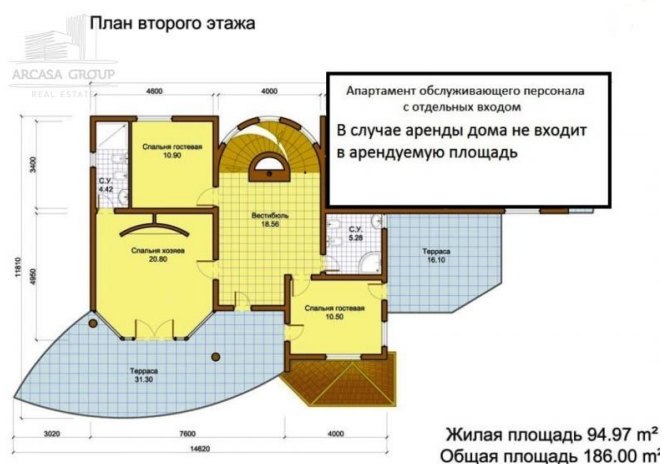 План второго этажа
ARCASA GROUP
REAL ESTATE
4600
4000
Апартамент обслуживающего персонала
с отдельных входом
В случае аренды дома не входит
в арендуемую площадь
3400
Спальня гостевая
10.90
С.У.
4.42
Вестибюль
18.56
С.У.
5.28
Терраса
16.10
11810
4950
Спальня хозяев
20.80
Спальня гостевая
10.50
Терраса
31.30
3020
7600
4000
14620
Жилая площадь 94.97 m²
Общая площадь 186.00 m²